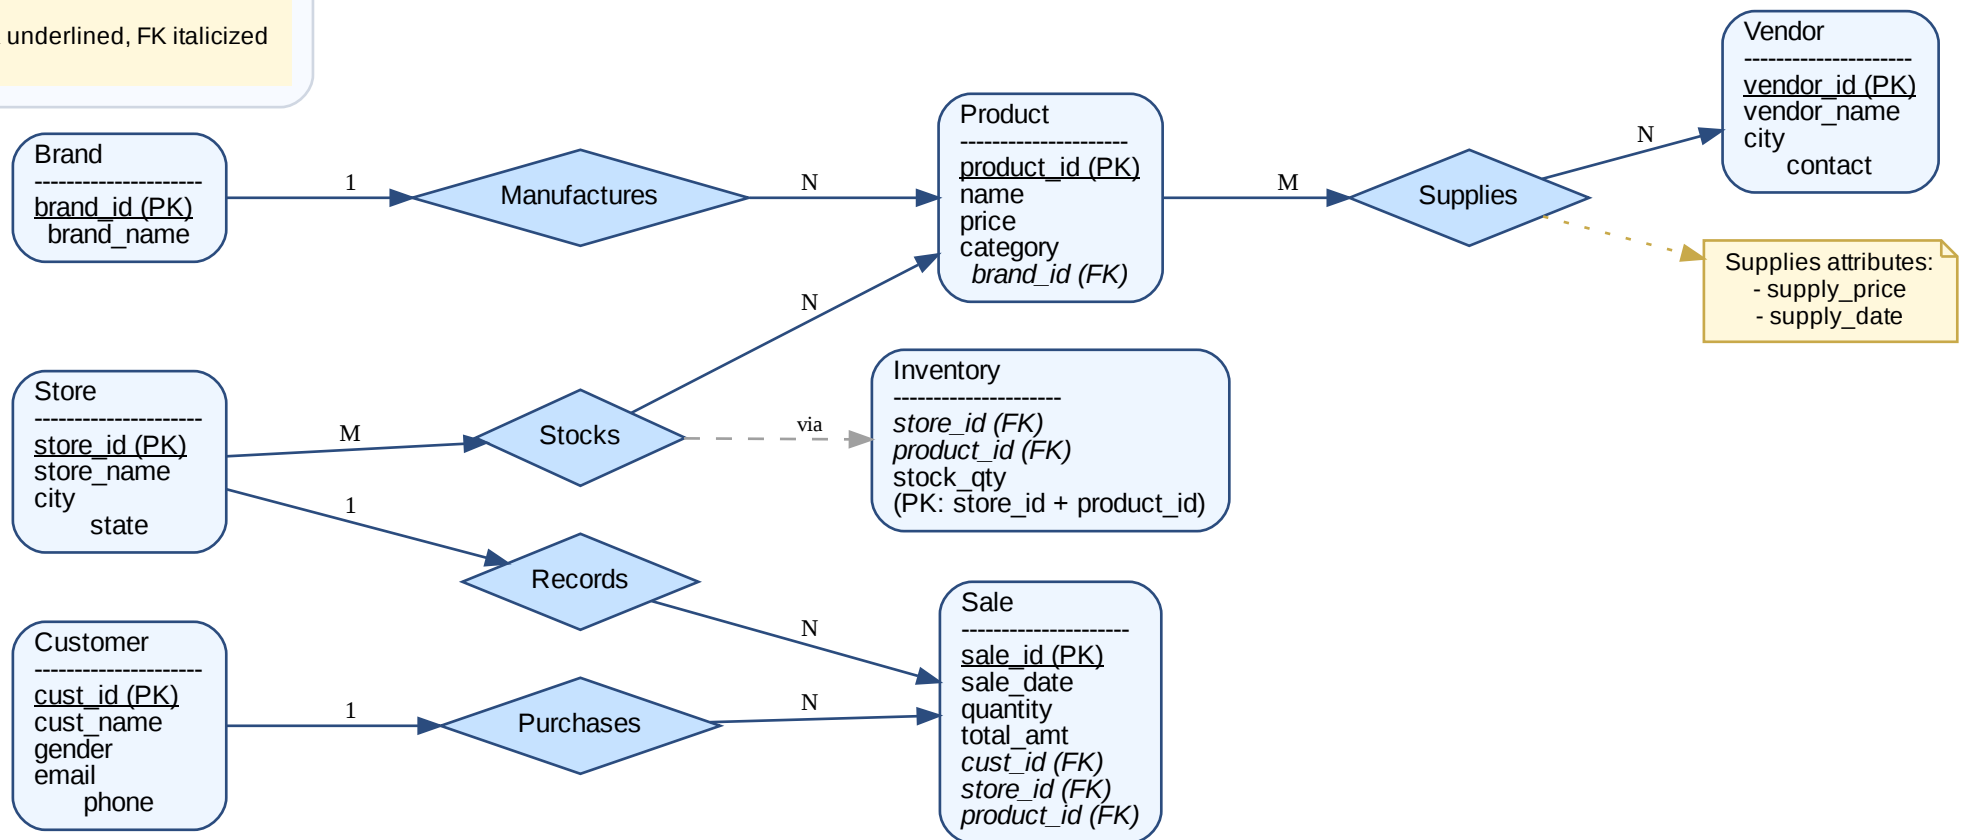 underlined, FK italicized
Brand
---------------------
brand_id (PK)
brand_name
1
Manufactures
N
Product
---------------------
product_id (PK)
name
price
category
brand_id (FK)
M
Supplies
N
Vendor
---------------------
vendor_id (PK)
vendor_name
city
contact
Supplies attributes:
- supply_price
- supply_date
Store
---------------------
store_id (PK)
store_name
city
state
M
Stocks
N
via
Inventory
---------------------
store_id (FK)
product_id (FK)
stock_qty
(PK: store_id + product_id)
1
Records
N
Customer
---------------------
cust_id (PK)
cust_name
gender
email
phone
1
Purchases
N
Sale
---------------------
sale_id (PK)
sale_date
quantity
total_amt
cust_id (FK)
store_id (FK)
product_id (FK)